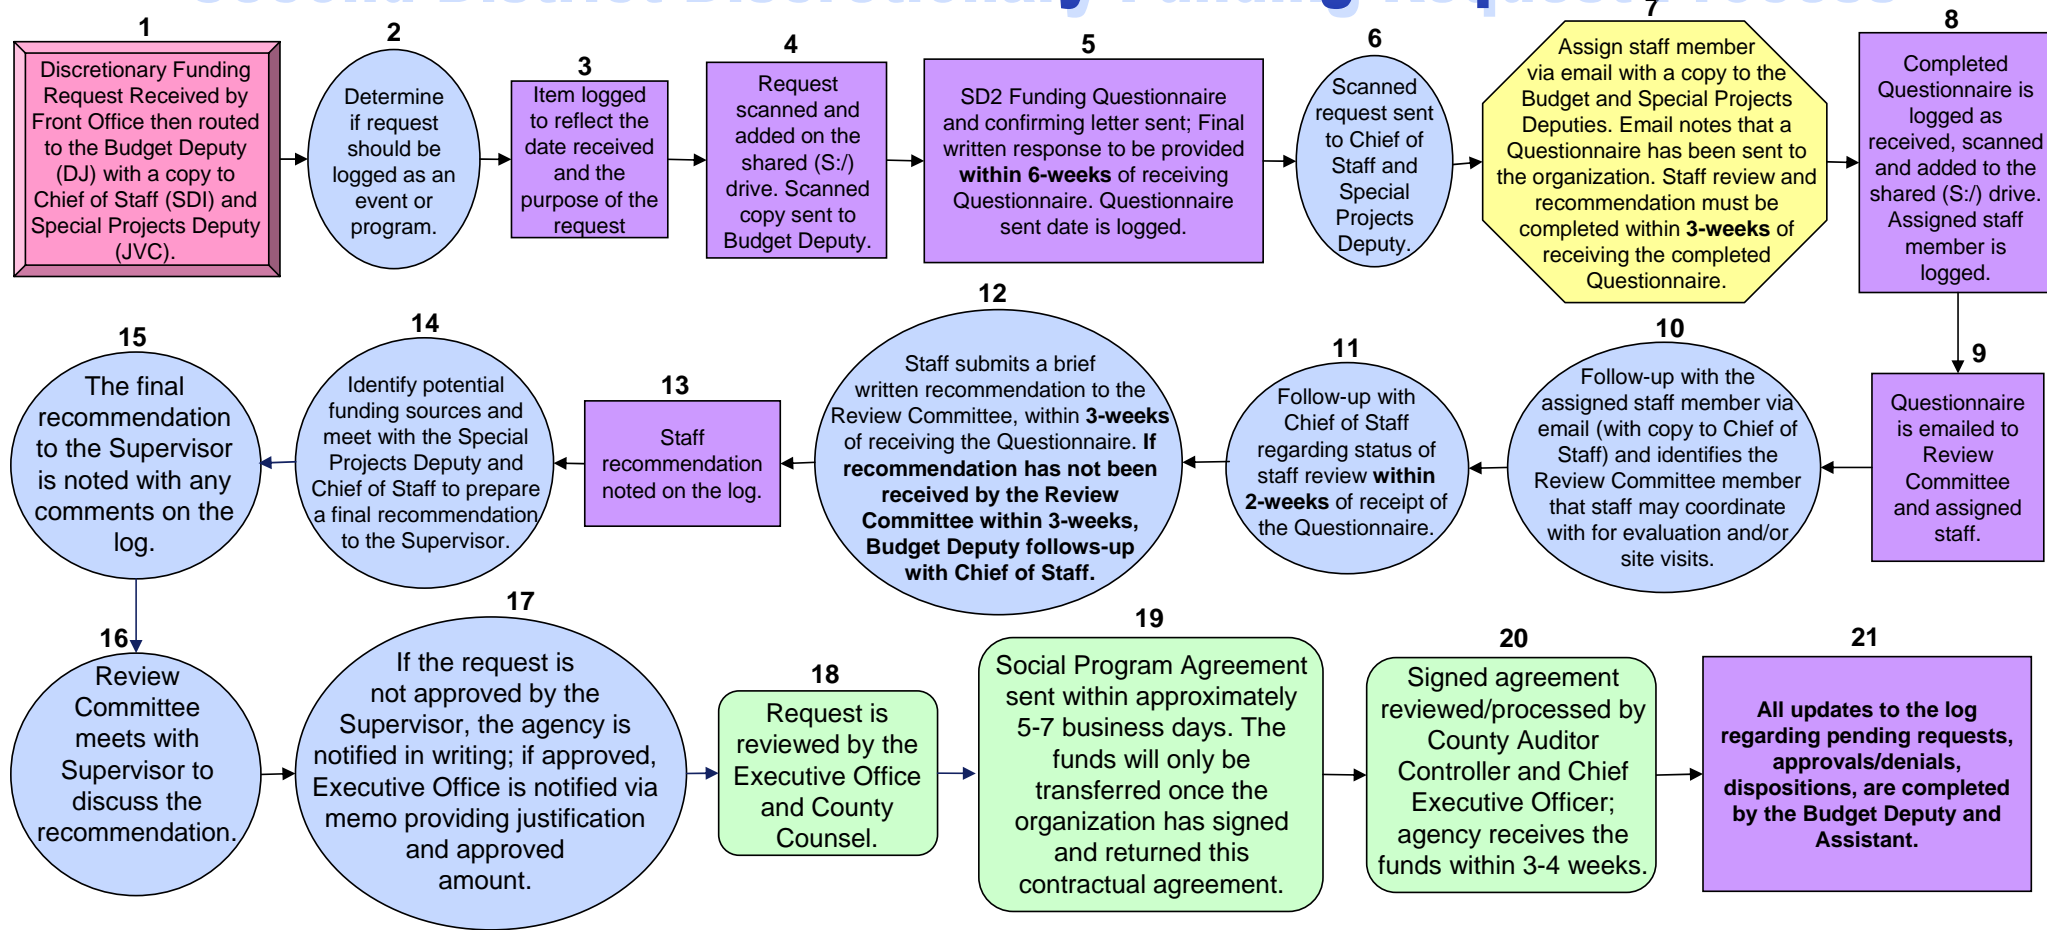 Second District Discretionary Funding Request Process
1
Discretionary Funding
Request Received by
Front Office then routed
to the Budget Deputy
(DJ) with a copy to
Chief of Staff (SDI) and
Special Projects Deputy
(JVC).
2
Determine
if request
should be
logged as an
event or
program.
3
Item logged
to reflect the
date received
and the
purpose of the
request
4
Request
scanned and
added on the
shared (S:/)
drive. Scanned
copy sent to
Budget Deputy.
5
SD2 Funding Questionnaire
and confirming letter sent; Final
written response to be provided
within 6-weeks of receiving
Questionnaire. Questionnaire
sent date is logged.
6
Scanned
request sent
to Chief of
Staff and
Special
Projects
Deputy.
7
Assign staff member
via email with a copy to the
Budget and Special Projects
Deputies. Email notes that a
Questionnaire has been sent to
the organization. Staff review and
recommendation must be
completed within 3-weeks of
receiving the completed
Questionnaire.
8
Completed
Questionnaire is
logged as
received, scanned
and added to the
shared (S:/) drive.
Assigned staff
member is
logged.
9
Questionnaire
is emailed to
Review
Committee
and assigned
staff.
10
Follow-up with the
assigned staff member via
email (with copy to Chief of
Staff) and identifies the
Review Committee member
that staff may coordinate
with for evaluation and/or
site visits.
11
Follow-up with
Chief of Staff
regarding status of
staff review within
2-weeks of receipt of
the Questionnaire.
12
Staff submits a brief
written recommendation to the
Review Committee, within 3-weeks
of receiving the Questionnaire. If
recommendation has not been
received by the Review
Committee within 3-weeks,
Budget Deputy follows-up
with Chief of Staff.
13
Staff
recommendation
noted on the log.
14
Identify potential
funding sources and
meet with the Special
Projects Deputy and
Chief of Staff to prepare
a final recommendation
to the Supervisor.
15
The final
recommendation
to the Supervisor
is noted with any
comments on the
log.
16
Review
Committee
meets with
Supervisor to
discuss the
recommendation.
17
If the request is
not approved by the
Supervisor, the agency is
notified in writing; if approved,
Executive Office is notified via
memo providing justification
and approved
amount.
18
Request is
reviewed by the
Executive Office
and County
Counsel.
19
Social Program Agreement
sent within approximately
5-7 business days. The
funds will only be
transferred once the
organization has signed
and returned this
contractual agreement.
20
Signed agreement
reviewed/processed by
County Auditor
Controller and Chief
Executive Officer;
agency receives the
funds within 3-4 weeks.
21
All updates to the log
regarding pending requests,
approvals/denials,
dispositions, are completed
by the Budget Deputy and
Assistant.